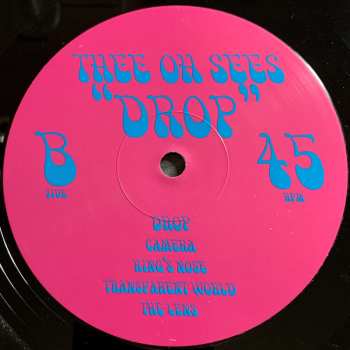 THEE OH SEES
"DROP"
B
SIDE
45
RPM
DROP
CAMERA
KING'S NOSE
TRANSPARENT WORLD
THE LENS